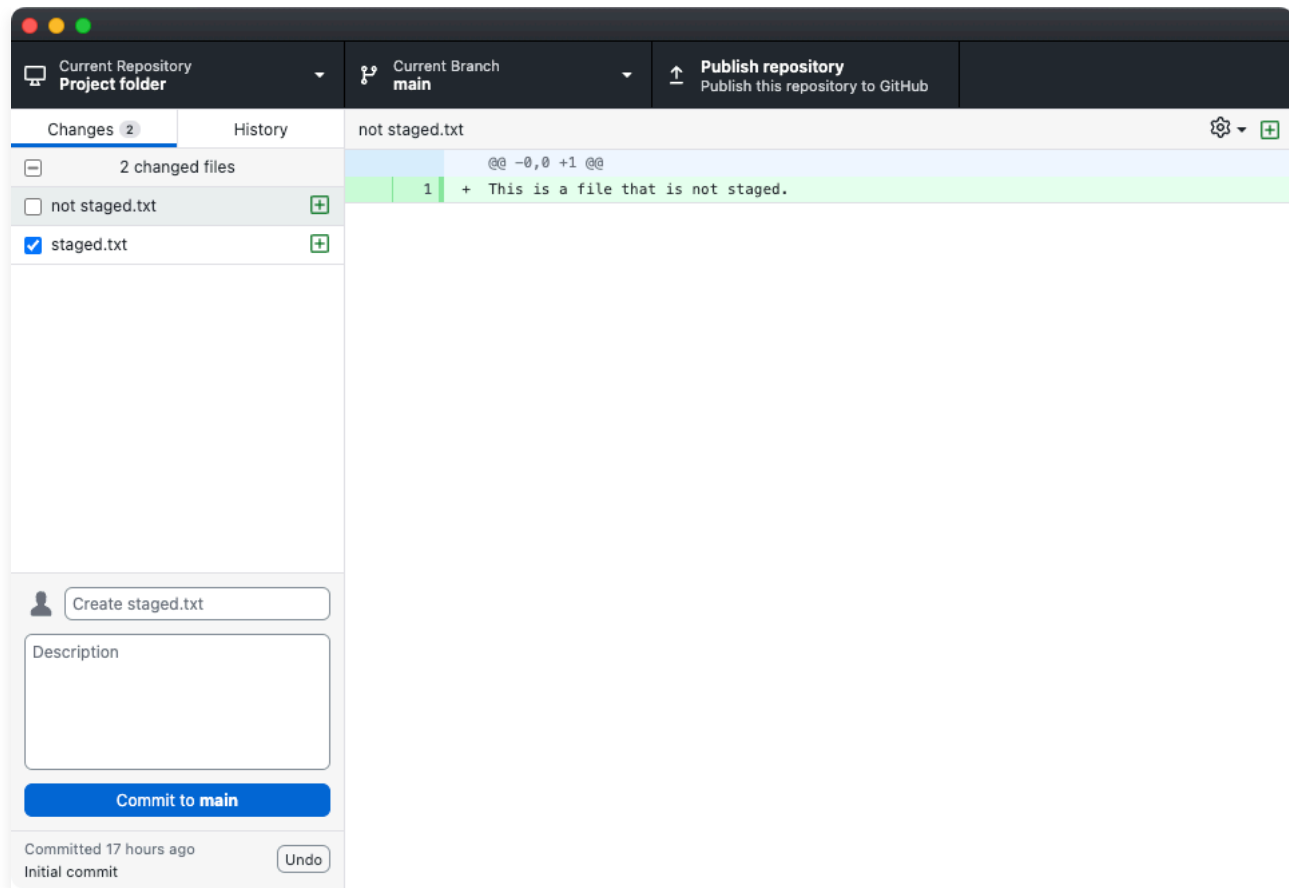 Current Repository
Project folder
Current Branch
main
Publish repository
Publish this repository to GitHub
Changes 2
History
2 changed files
not staged.txt
staged.txt
not staged.txt
@@ -0,0 +1 @@
1 + This is a file that is not staged.
Create staged.txt
Description
Commit to main
Committed 17 hours ago
Initial commit
Undo